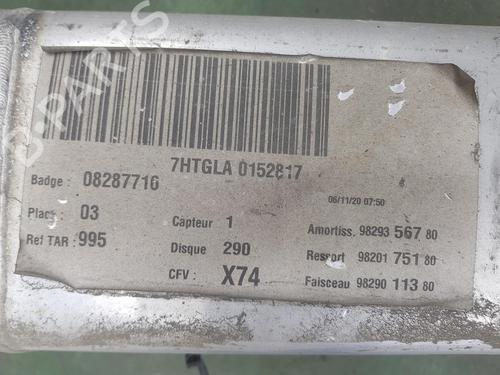 B-PARTS
7HTGLA 0152817
Badge : 08287716
06/11/20 07:50
Place : 03
Capteur 1
Amortiss. 98293 567 80
Ref TAR : 995
Disque 290
Ressort 98201 751 80
CFV : X74
Faisceau 98290 113 80